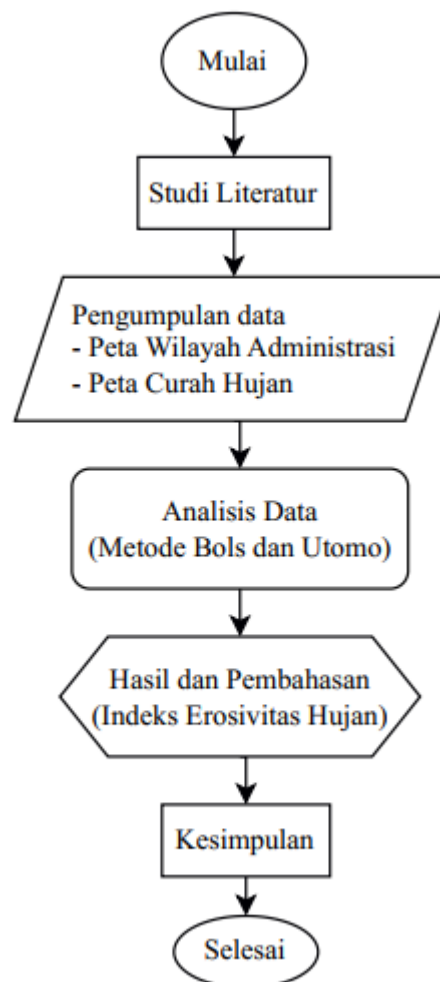 Mulai
Studi Literatur
Pengumpulan data
- Peta Wilayah Administrasi
- Peta Curah Hujan
Analisis Data
(Metode Bols dan Utomo)
Hasil dan Pembahasan
(Indeks Erosivitas Hujan)
Kesimpulan
Selesai